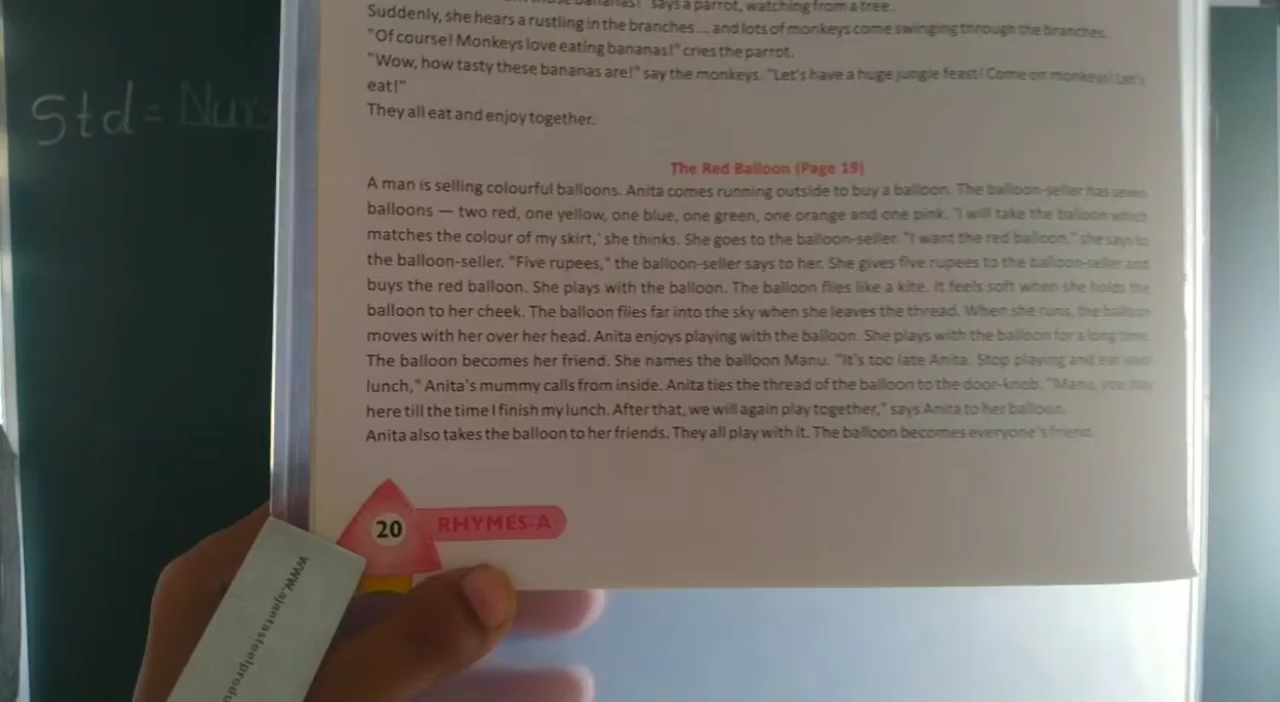 Std = Nur
bananas!" says a parrot, watching from a tree.
Suddenly, she hears a rustling in the branches ... and lots of monkeys come swinging through the branches.
"Of course! Monkeys love eating bananas!" cries the parrot.
"Wow, how tasty these bananas are!" say the monkeys. "Let's have a huge jungle feast! Come on monkeys! Let's
eat!"
They all eat and enjoy together.
The Red Balloon (Page 19)
A man is selling colourful balloons. Anita comes running outside to buy a balloon. The balloon-seller has seven
balloons — two red, one yellow, one blue, one green, one orange and one pink. 'I will take the balloon which
matches the colour of my skirt,' she thinks. She goes to the balloon-seller. "I want the red balloon," she says to
the balloon-seller. "Five rupees," the balloon-seller says to her. She gives five rupees to the balloon-seller and
buys the red balloon. She plays with the balloon. The balloon flies like a kite. It feels soft when she holds the
balloon to her cheek. The balloon flies far into the sky when she leaves the thread. When she runs, the balloon
moves with her over her head. Anita enjoys playing with the balloon. She plays with the balloon for a long time.
The balloon becomes her friend. She names the balloon Manu. "It's too late Anita. Stop playing and eat your
lunch," Anita's mummy calls from inside. Anita ties the thread of the balloon to the door-knob. "Manu, you stay
here till the time I finish my lunch. After that, we will again play together," says Anita to her balloon.
Anita also takes the balloon to her friends. They all play with it. The balloon becomes everyone's friend.
20 RHYMES-A
www.ajantasteelprodu